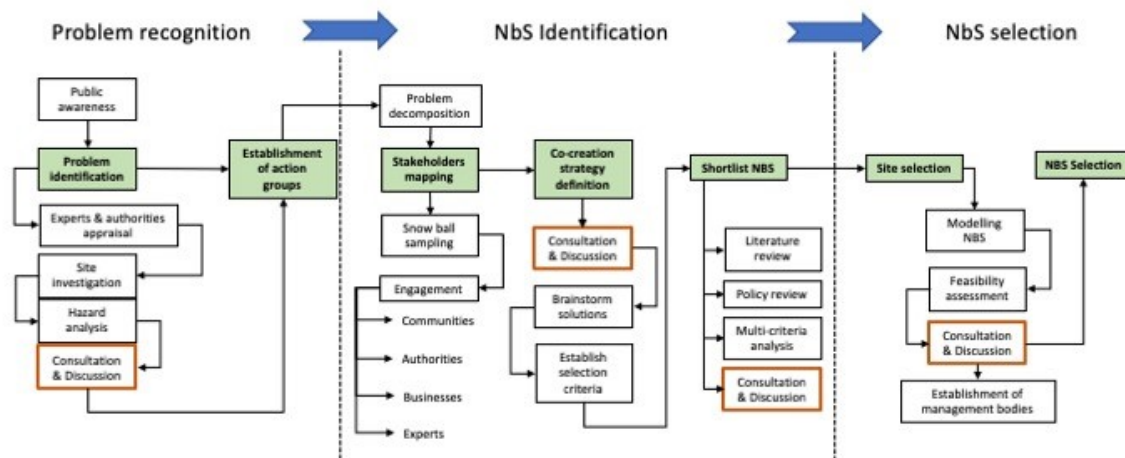 Problem recognition
NbS Identification
NbS selection
Public
awareness
Problem
identification
Experts & authorities
appraisal
Site
investigation
Hazard
analysis
Consultation
& Discussion
Establishment
of action
groups
Problem
decomposition
Stakeholders
mapping
Snow ball
sampling
Engagement
Communities
Authorities
Businesses
Experts
Co-creation
strategy
definition
Consultation
& Discussion
Brainstorm
solutions
Establish
selection
criteria
Shortlist NBS
Literature
review
Policy review
Multi-criteria
analysis
Consultation
& Discussion
Site selection
Modelling
NBS
Feasibility
assessment
Consultation
& Discussion
Establishment of
management bodies
NBS Selection